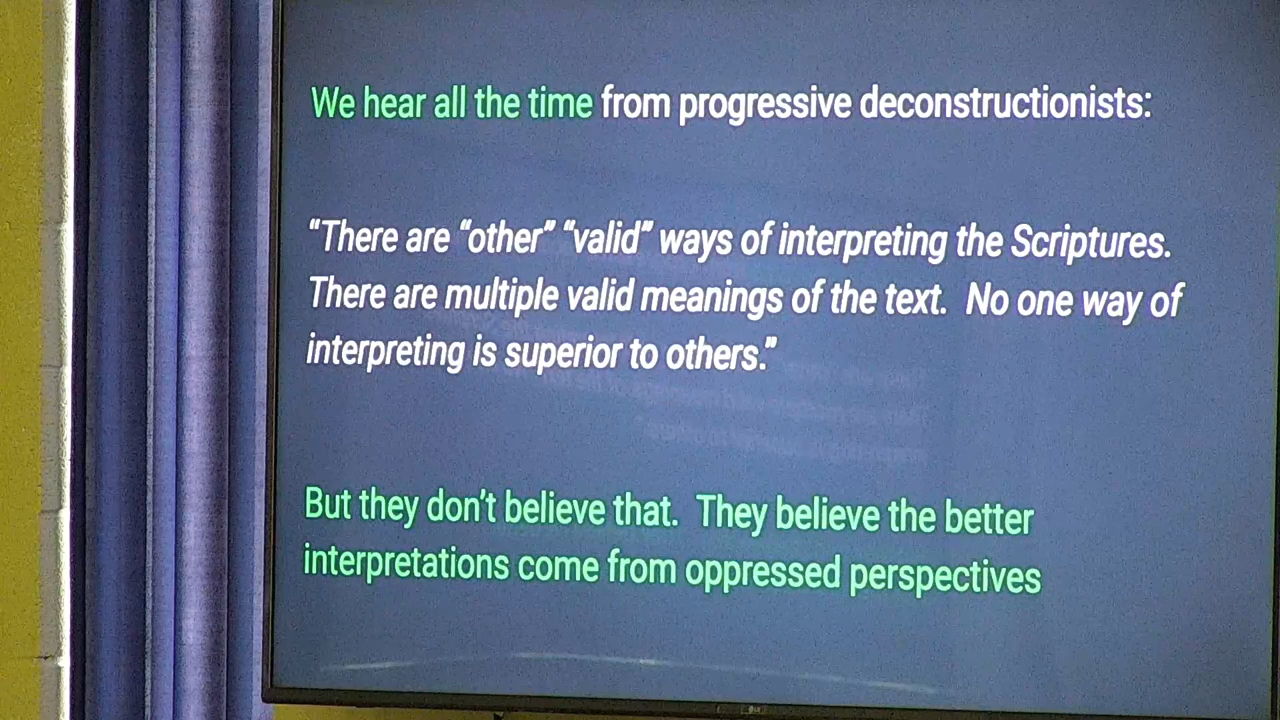 We hear all the time from progressive deconstructionists:
“There are “other” “valid” ways of interpreting the Scriptures.
There are multiple valid meanings of the text.  No one way of
interpreting is superior to others.”
But they don’t believe that.  They believe the better
interpretations come from oppressed perspectives
LG